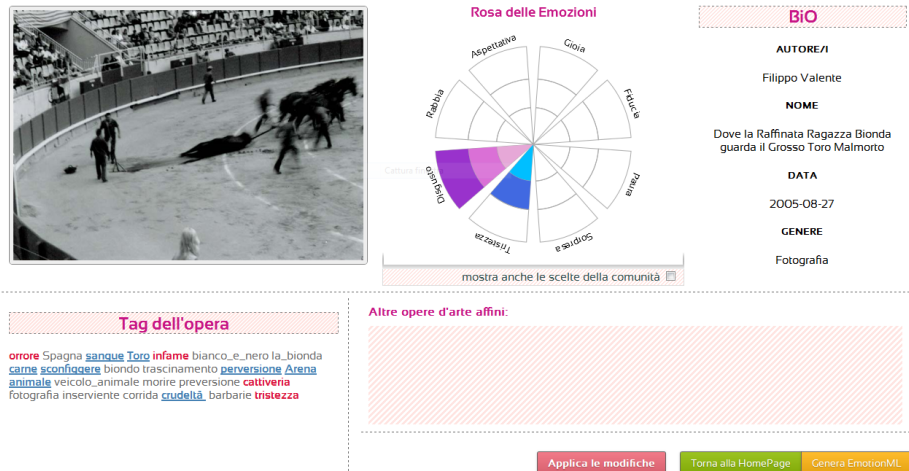 Rosa delle Emozioni
Aspettativa
Gioia
Rabbia
Fiducia
Disgusto
Paura
Tristezza
Sorpresa
mostra anche le scelte della comunità
BiO
AUTORE/I
Filippo Valente
NOME
Dove la Raffinata Ragazza Bionda
guarda il Grosso Toro Malmorto
DATA
2005-08-27
GENERE
Fotografia
Tag dell'opera
orrore Spagna sangue Toro infame bianco_e_nero la_bionda
carne sconfiggere biondo trascinamento perversione Arena
animale veicolo_animale morire preversione cattiveria
fotografia inserviente corrida crudeltâ barbarie tristezza
Altre opere d'arte affini:
Applica le modifiche
Torna alla HomePage
Genera EmotionML